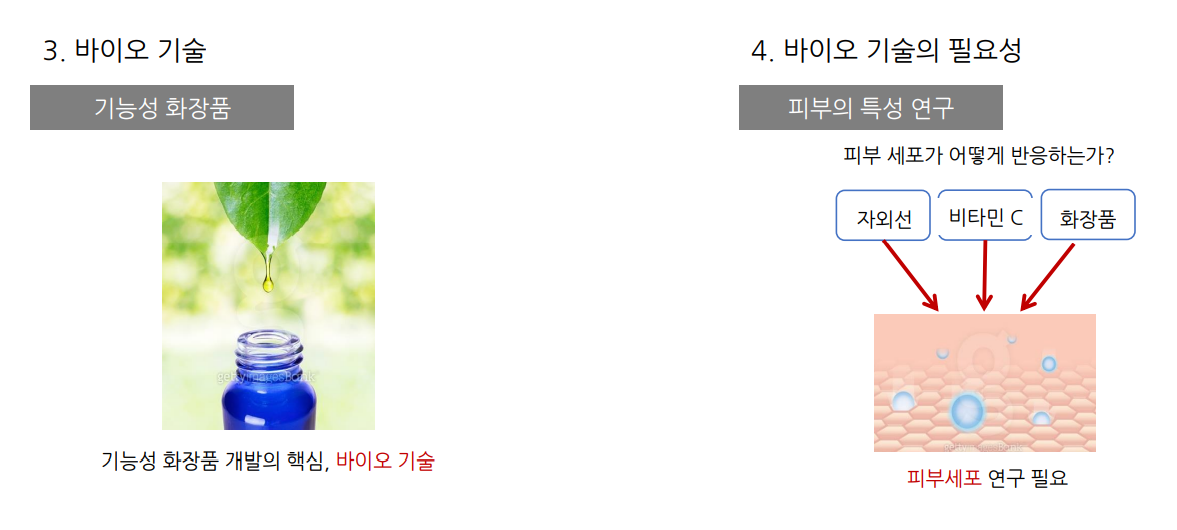 3. 바이오 기술
기능성 화장품
gettyimagesbank
기능성 화장품 개발의 핵심, 바이오 기술
4. 바이오 기술의 필요성
피부의 특성 연구
피부 세포가 어떻게 반응하는가?
자외선
비타민 C
화장품
피부세포 연구 필요